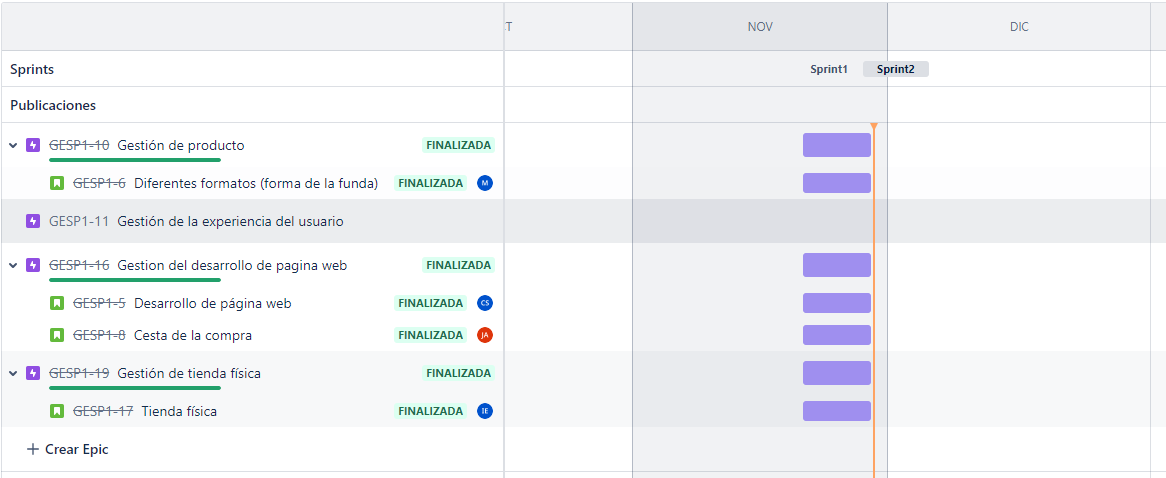 T NOV DIC
Sprints Sprint1 Sprint2
Publicaciones
GESP1-10 Gestión de producto FINALIZADA
GESP1-6 Diferentes formatos (forma de la funda) FINALIZADA M
GESP1-11 Gestión de la experiencia del usuario
GESP1-16 Gestion del desarrollo de pagina web FINALIZADA
GESP1-5 Desarrollo de página web FINALIZADA CS
GESP1-8 Cesta de la compra FINALIZADA JA
GESP1-19 Gestión de tienda física FINALIZADA
GESP1-17 Tienda física FINALIZADA IE
+ Crear Epic